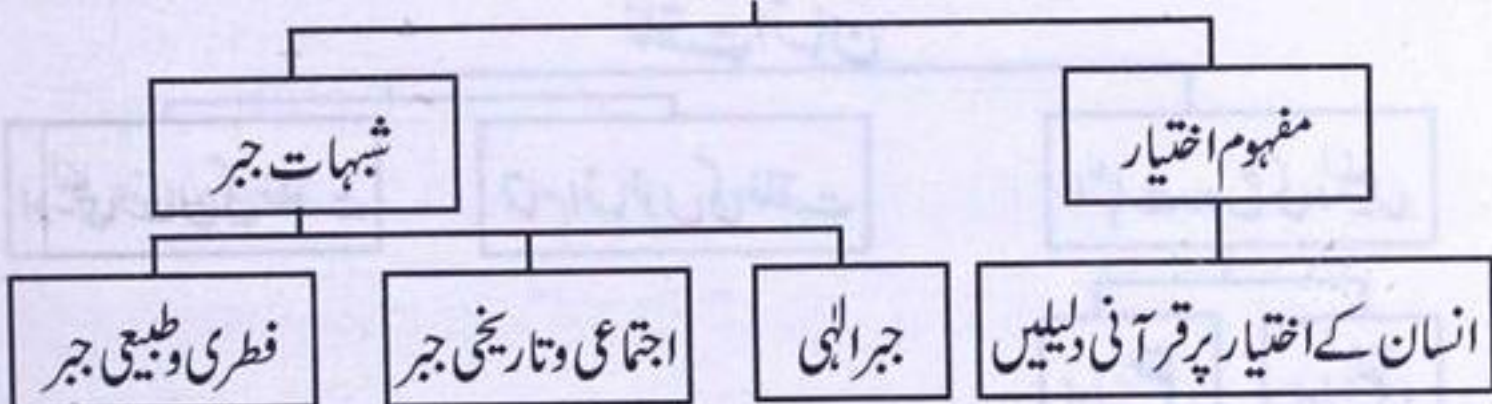 مفہوم اختیار
شبہات جبر
انسان کے اختیار پر قرآنی دلیلیں
جبر الٰہی
اجتماعی و تاریخی جبر
فطری و طبیعی جبر